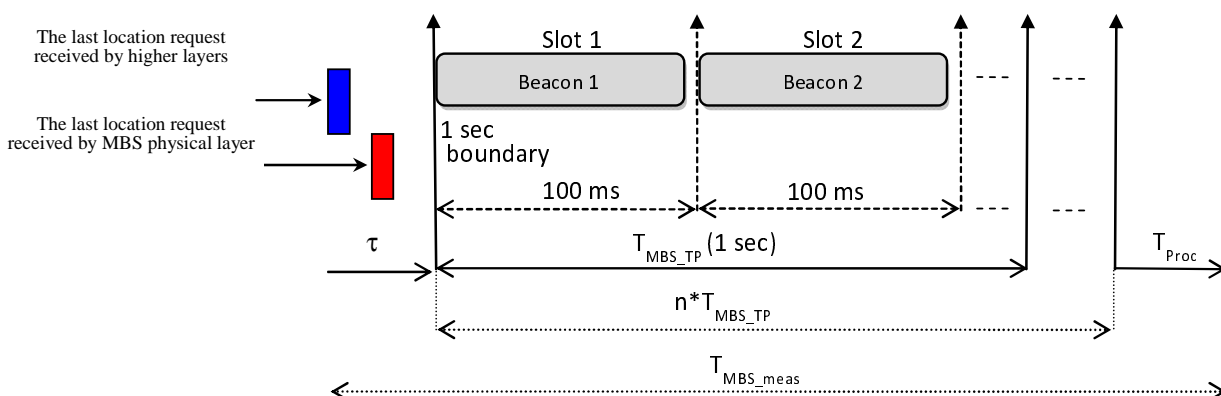 The last location request
received by higher layers
Slot 1
Slot 2
Beacon 1
Beacon 2
The last location request
received by MBS physical layer
1 sec
boundary
100 ms
100 ms
τ
T_MBS_TP (1 sec)
T_Proc
n*T_MBS_TP
T_MBS_meas